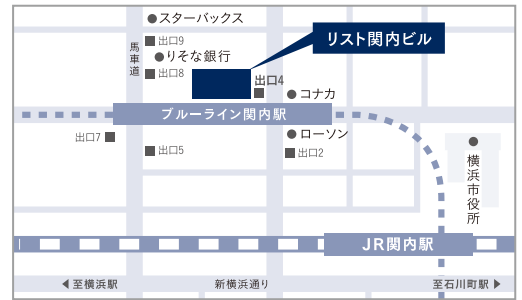 スターバックス
出口9
リスト関内ビル
馬車道
りそな銀行
出口8
出口4
コナカ
ブルーライン関内駅
ローソン
出口7
出口5
出口2
横浜市役所
JR関内駅
至横浜駅
新横浜通り
至石川町駅